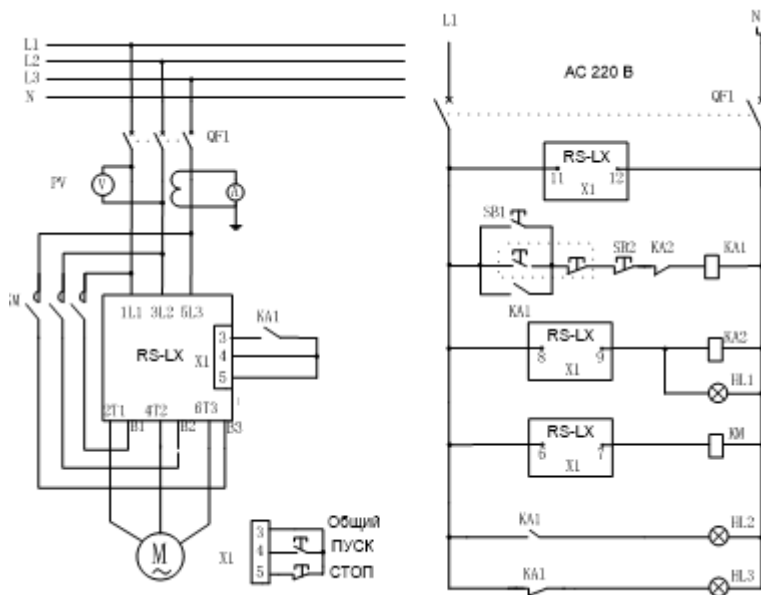 L1
L2
L3
N
QF1
PV
V
A
KM
1L1 3L2 5L3
RS-LX
X1
3
4
5
KA1
2T1 4T2 6T3
B1 B2 B3
M
~
X1
3 Общий
4 ПУСК
5 СТОП
L1 N
AC 220 В
QF1
RS-LX
11 12
X1
SB1
SB2 KA2 KA1
KA1
RS-LX
8 9
X1
KA2
HL1
RS-LX
6 7
X1
KM
KA1 HL2
KA1 HL3